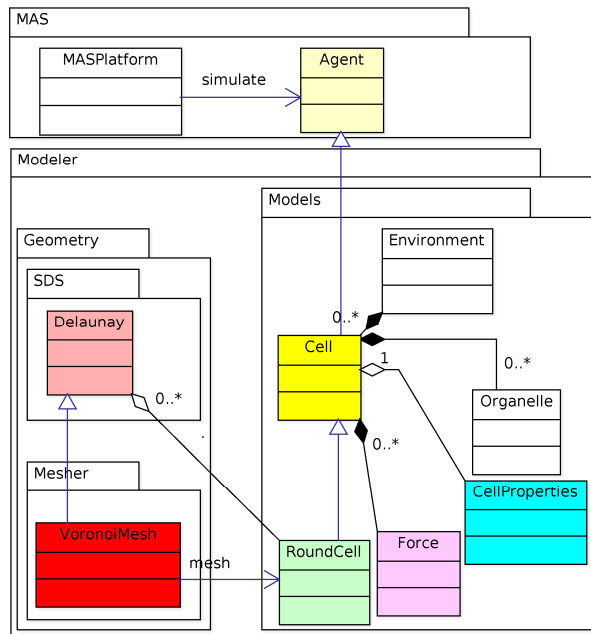 MAS
MASPlatform
simulate
Agent
Modeler
Models
Geometry
Environment
SDS
Delaunay
0..*
Cell
1
0..*
0..*
Organelle
0..*
Mesher
CellProperties
VoronoiMesh
mesh
RoundCell
Force